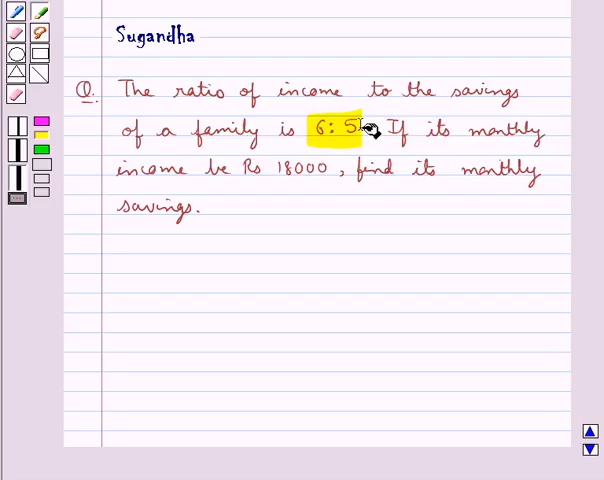 Sugandha
Q. The ratio of income to the savings
of a family is 6:5. If its monthly
income be Rs 18000, find its monthly
savings.